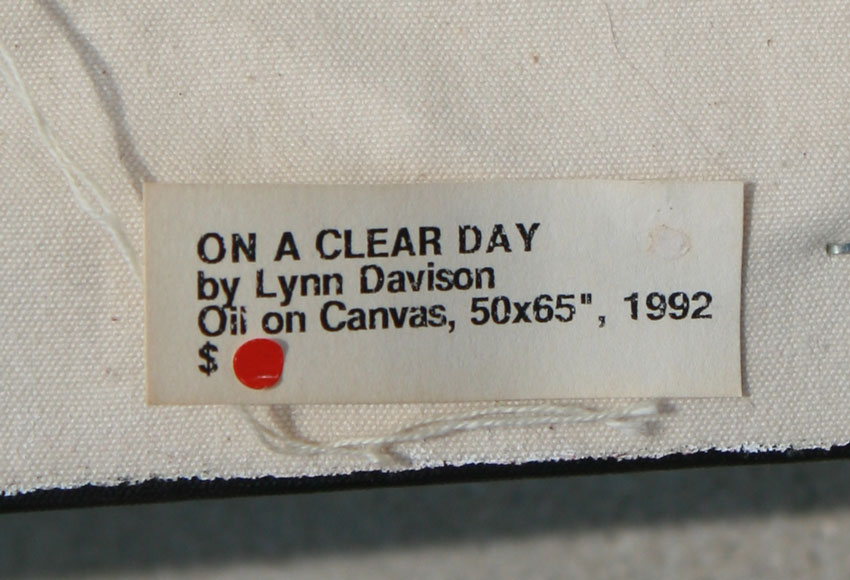 ON A CLEAR DAY
by Lynn Davison
Oil on Canvas, 50x65", 1992
$